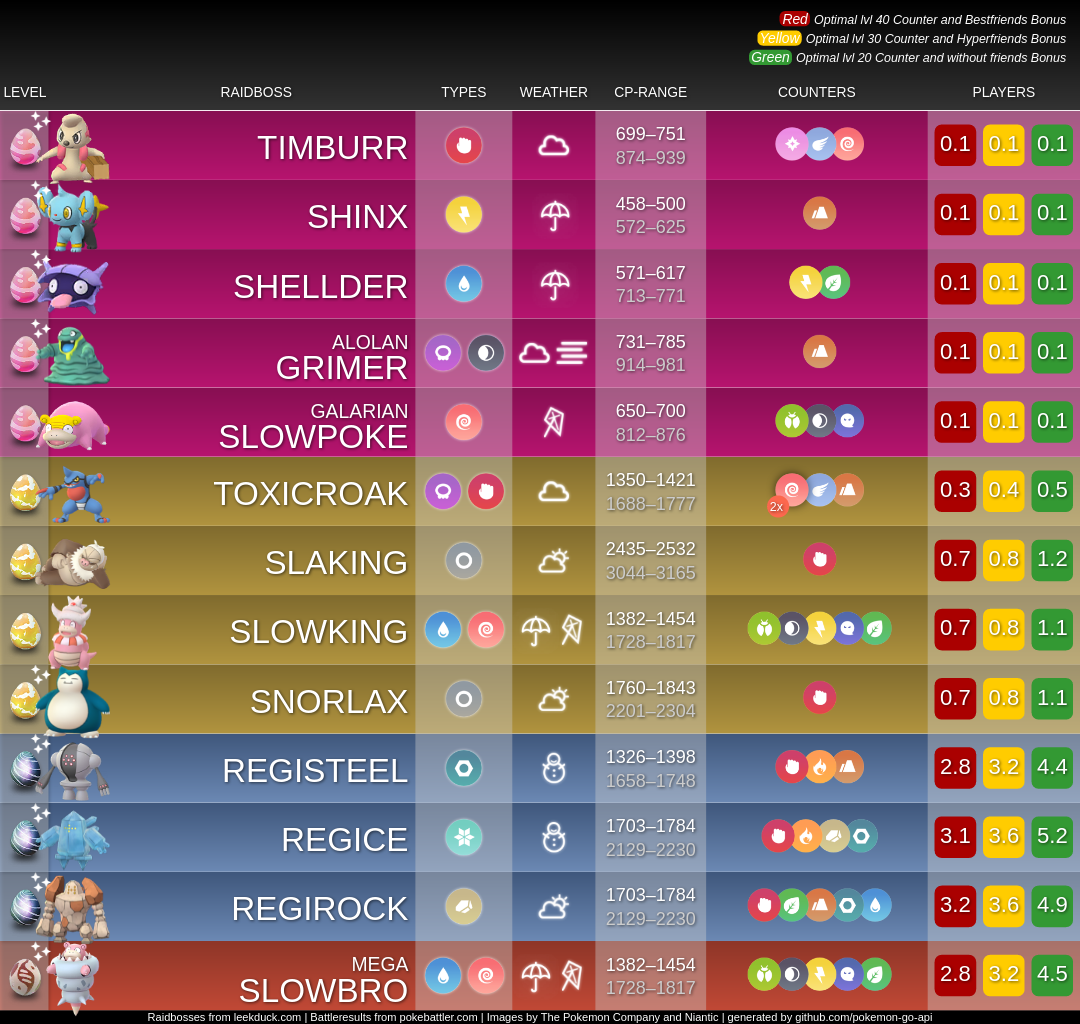 Red Optimal lvl 40 Counter and Bestfriends Bonus
Yellow Optimal lvl 30 Counter and Hyperfriends Bonus
Green Optimal lvl 20 Counter and without friends Bonus
LEVEL RAIDBOSS TYPES WEATHER CP-RANGE COUNTERS PLAYERS
TIMBURR 699–751 0.1 0.1 0.1
874–939
SHINX 458–500 0.1 0.1 0.1
572–625
SHELLDER 571–617 0.1 0.1 0.1
713–771
ALOLAN
GRIMER 731–785 0.1 0.1 0.1
914–981
GALARIAN
SLOWPOKE 650–700 0.1 0.1 0.1
812–876
TOXICROAK 1350–1421 0.3 0.4 0.5
1688–1777 2x
SLAKING 2435–2532 0.7 0.8 1.2
3044–3165
SLOWKING 1382–1454 0.7 0.8 1.1
1728–1817
SNORLAX 1760–1843 0.7 0.8 1.1
2201–2304
REGISTEEL 1326–1398 2.8 3.2 4.4
1658–1748
REGICE 1703–1784 3.1 3.6 5.2
2129–2230
REGIROCK 1703–1784 3.2 3.6 4.9
2129–2230
MEGA
SLOWBRO 1382–1454 2.8 3.2 4.5
1728–1817
Raidbosses from leekduck.com | Battleresults from pokebattler.com | Images by The Pokemon Company and Niantic | generated by github.com/pokemon-go-api